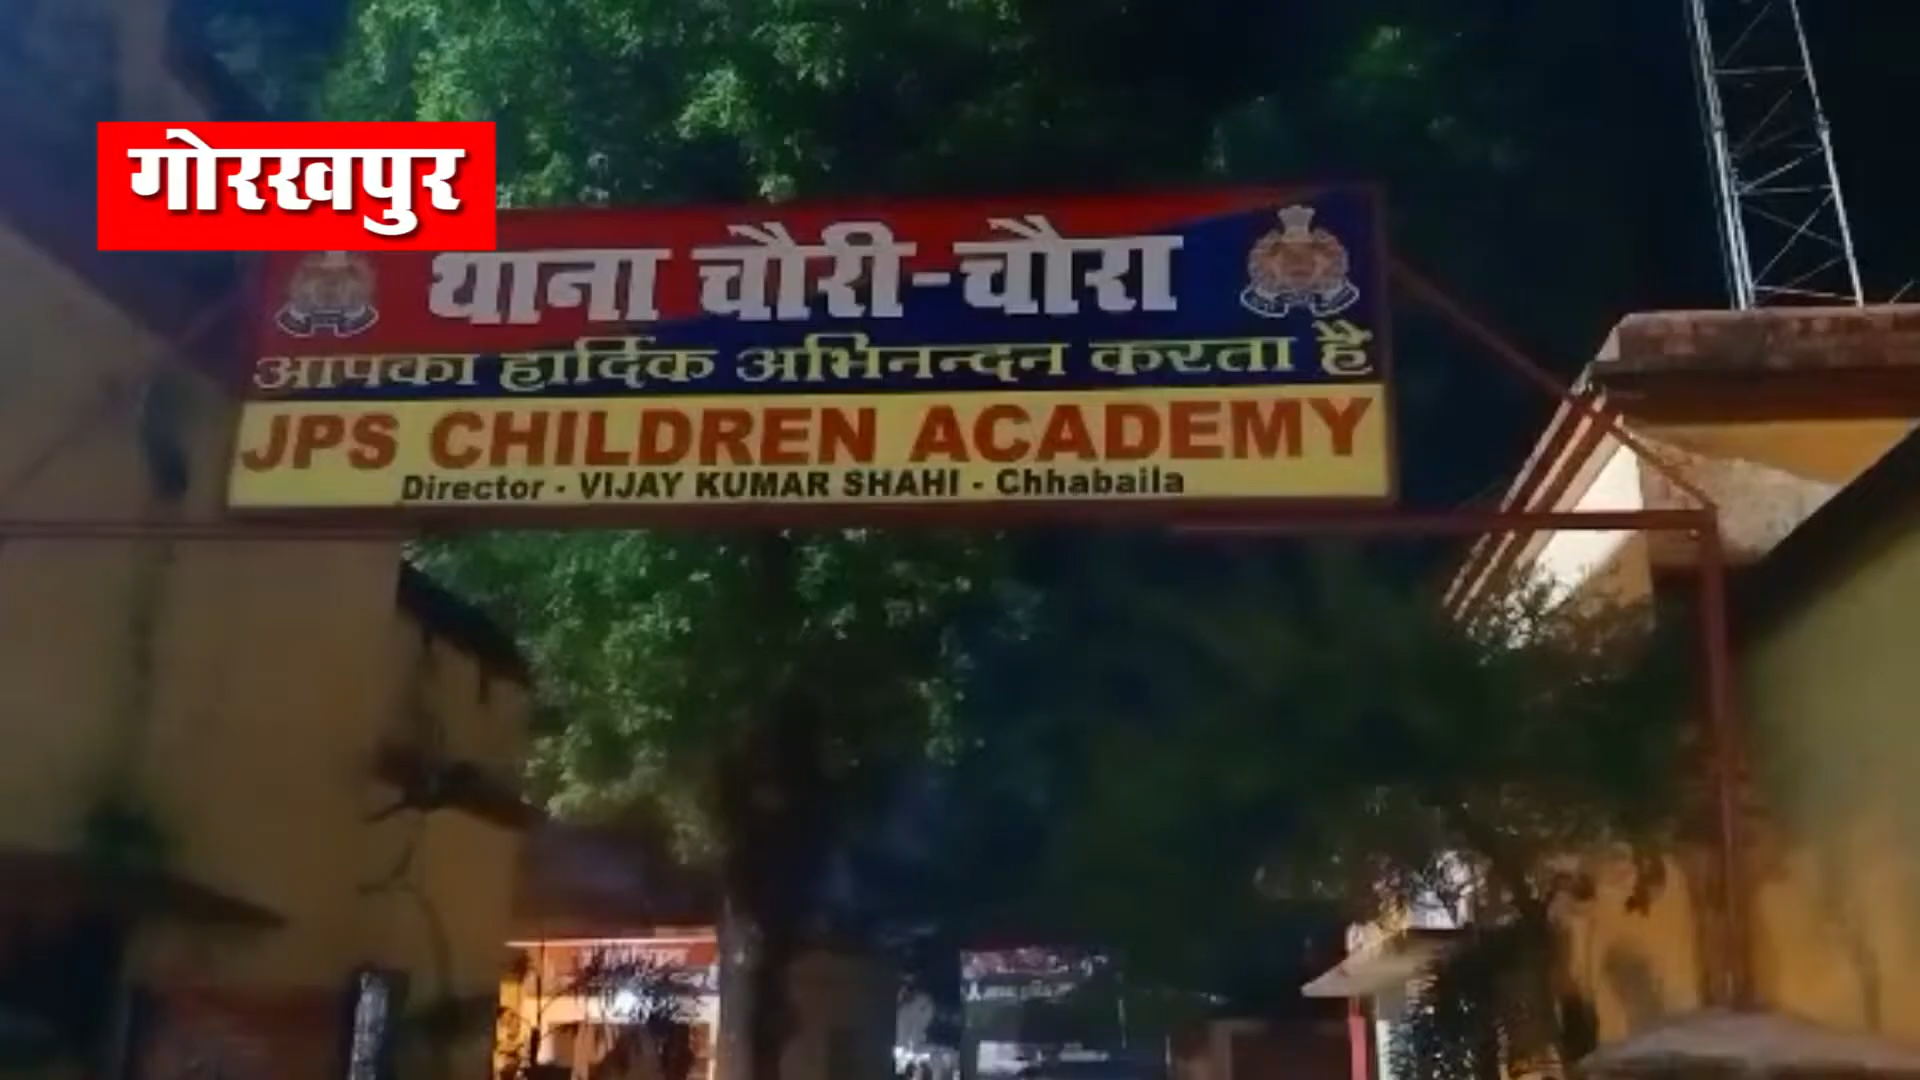 गोरखपुर
थाना चौरी-चौरा
आपका हार्दिक अभिनन्दन करता है
JPS CHILDREN ACADEMY
Director - VIJAY KUMAR SHAHI - Chhabaila